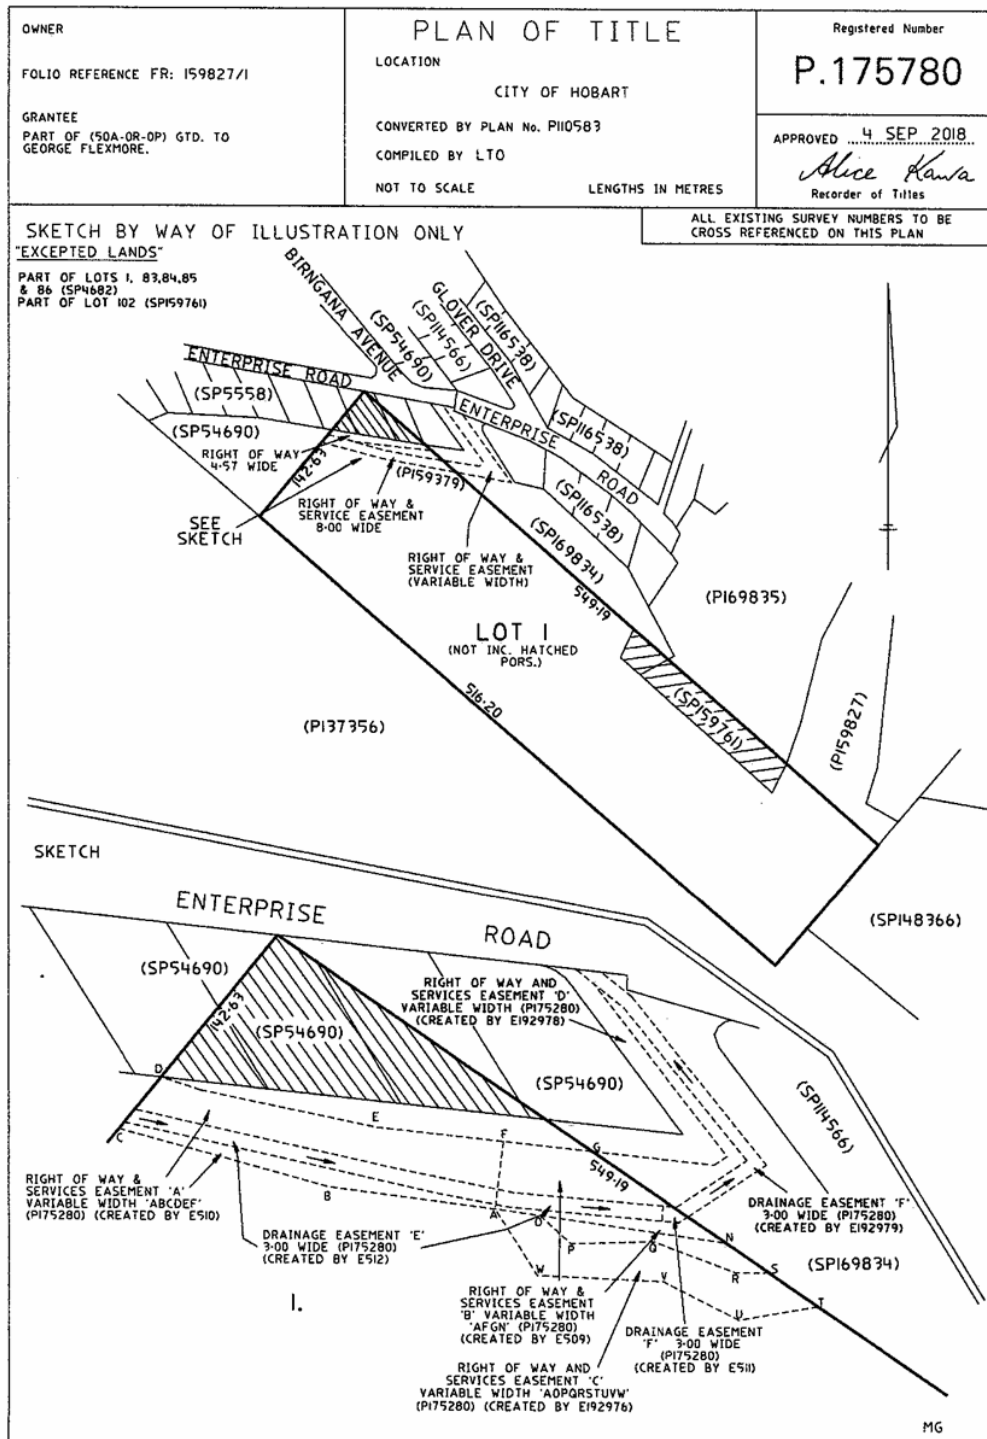 OWNER
FOLIO REFERENCE FR: 159827/1
GRANTEE
PART OF (50A-0R-0P) GTD. TO
GEORGE FLEXMORE.
PLAN OF TITLE
LOCATION
CITY OF HOBART
CONVERTED BY PLAN No. P110583
COMPILED BY LTO
NOT TO SCALE
LENGTHS IN METRES
Registered Number
P.175780
APPROVED 4 SEP 2018
Alice Kawa
Recorder of Titles
SKETCH BY WAY OF ILLUSTRATION ONLY
ALL EXISTING SURVEY NUMBERS TO BE
CROSS REFERENCED ON THIS PLAN
"EXCEPTED LANDS"
PART OF LOTS 1, 83,84,85
& 86 (SP4682)
PART OF LOT 102 (SP159761)
BIRNGANA AVENUE
GLOVER DRIVE
(SP116538)
(SP114566)
(SP54690)
ENTERPRISE ROAD
(SP5558)
(SP54690)
ENTERPRISE ROAD
(SP116538)
(SP116538)
RIGHT OF WAY
4·57 WIDE
142·63
(P159379)
SEE
SKETCH
RIGHT OF WAY &
SERVICE EASEMENT
8·00 WIDE
RIGHT OF WAY &
SERVICE EASEMENT
(VARIABLE WIDTH)
(SP169834)
549·19
(P169835)
LOT 1
(NOT INC. HATCHED
PORS.)
516·20
(SP159761)
(P159827)
(P137356)
(SP148366)
SKETCH
ENTERPRISE ROAD
(SP54690)
142·63
(SP54690)
RIGHT OF WAY AND
SERVICES EASEMENT 'D'
VARIABLE WIDTH (P175280)
(CREATED BY E192978)
(SP54690)
(SP114566)
D
E
F
G
549·19
C
B
A
O
P
Q
N
R
S
W
V
U
T
RIGHT OF WAY &
SERVICES EASEMENT 'A'
VARIABLE WIDTH 'ABCDEF'
(P175280) (CREATED BY E510)
DRAINAGE EASEMENT 'E'
3·00 WIDE (P175280)
(CREATED BY E512)
DRAINAGE EASEMENT 'F'
3·00 WIDE (P175280)
(CREATED BY E192979)
(SP169834)
1.
RIGHT OF WAY &
SERVICES EASEMENT
'B' VARIABLE WIDTH
'AFGN' (P175280)
(CREATED BY E509)
DRAINAGE EASEMENT
'F' 3·00 WIDE
(P175280)
(CREATED BY E511)
RIGHT OF WAY AND
SERVICES EASEMENT 'C'
VARIABLE WIDTH 'AOPQRSTUVW'
(P175280) (CREATED BY E192976)
MG